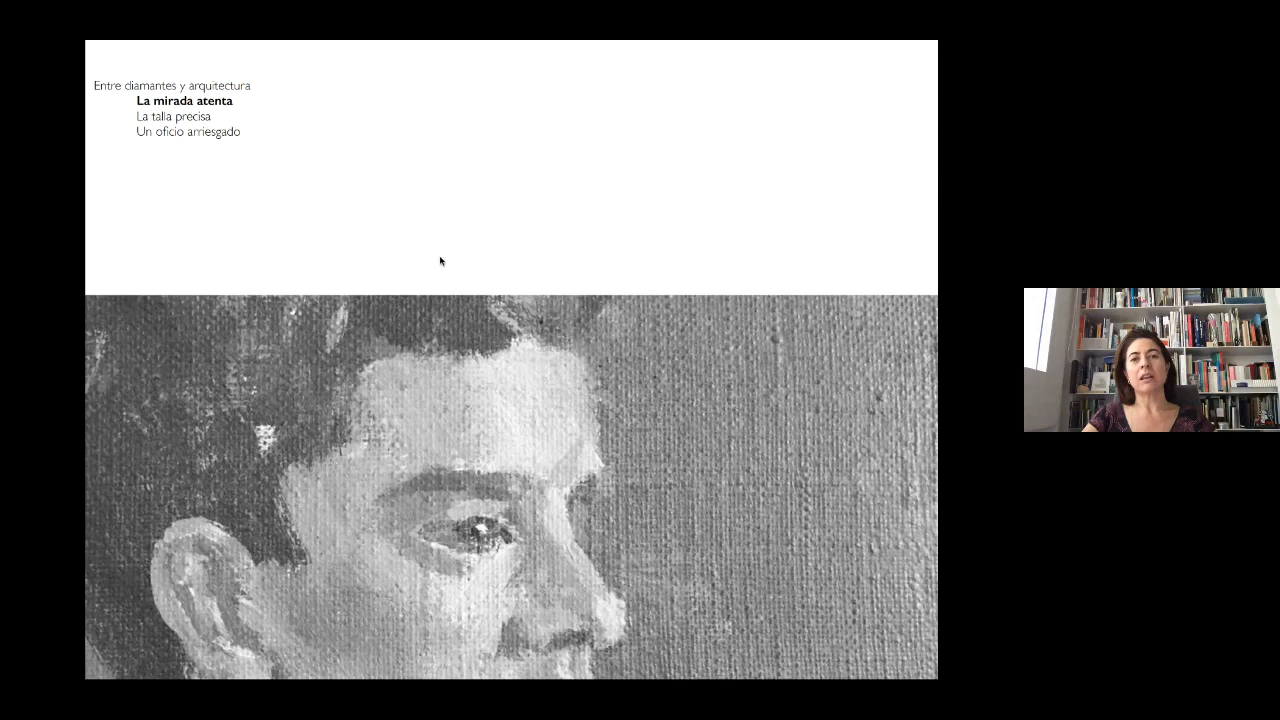 Entre diamantes y arquitectura
La mirada atenta
La talla precisa
Un oficio arriesgado